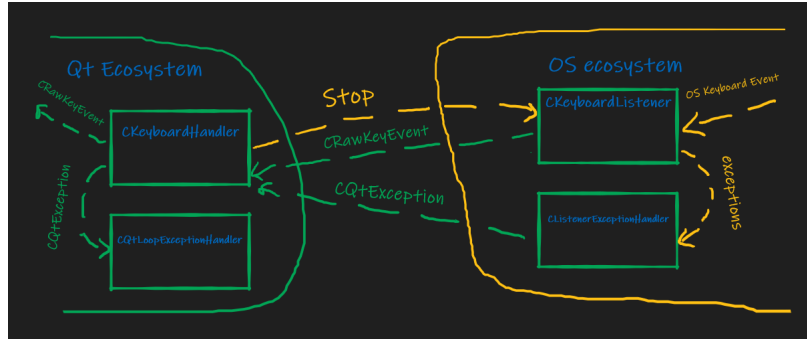 Qt Ecosystem
OS ecosystem
CRawKeyEvent
CKeyboardHandler
Stop
CKeyboardListener
OS Keyboard Event
CRawKeyEvent
CQtException
CQtException
exceptions
CQtLoopExceptionHandler
CListenerExceptionHandler